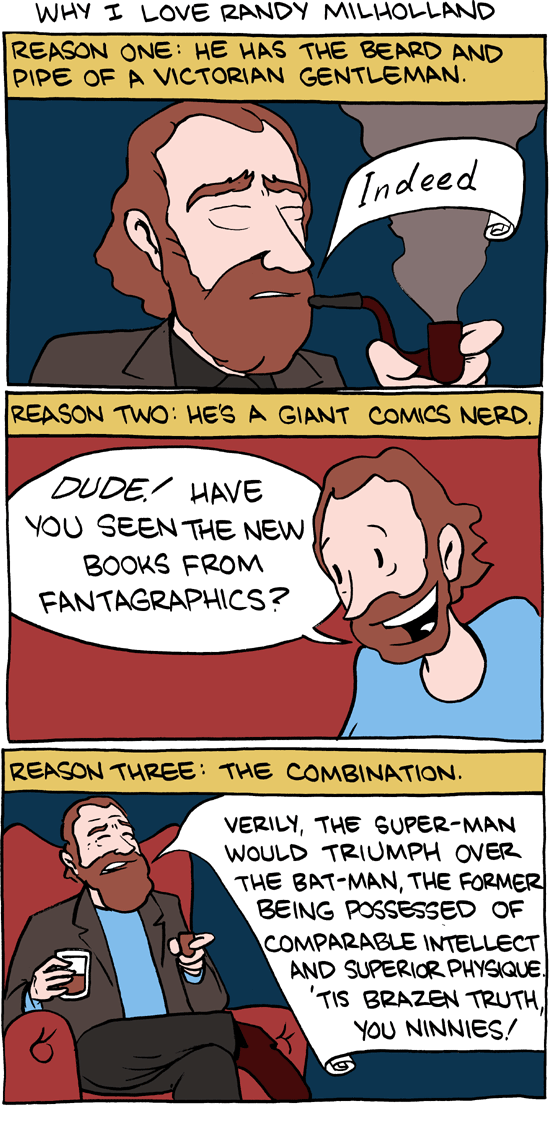 WHY I LOVE RANDY MILHOLLAND
REASON ONE: HE HAS THE BEARD AND
PIPE OF A VICTORIAN GENTLEMAN.
Indeed
REASON TWO: HE'S A GIANT COMICS NERD.
DUDE! HAVE
YOU SEEN THE NEW
BOOKS FROM
FANTAGRAPHICS?
REASON THREE: THE COMBINATION.
VERILY, THE SUPER-MAN
WOULD TRIUMPH OVER
THE BAT-MAN, THE FORMER
BEING POSSESSED OF
COMPARABLE INTELLECT
AND SUPERIOR PHYSIQUE.
'TIS BRAZEN TRUTH,
YOU NINNIES!